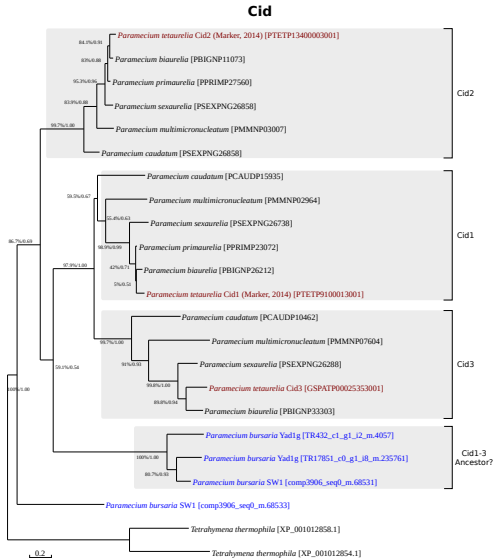 Cid
Paramecium tetaurelia Cid2 (Marker, 2014) [PTETP13400003001]
84.1%/0.91
Paramecium biaurelia [PBIGNP11073]
83%/0.88
Paramecium primaurelia [PPRIMP27560]
95.3%/0.96
Cid2
Paramecium sexaurelia [PSEXPNG26858]
83.9%/0.88
Paramecium multimicronucleatum [PMMNP03007]
99.7%/1.00
Paramecium caudatum [PSEXPNG26858]
Paramecium caudatum [PCAUDP15935]
59.5%/0.67
Paramecium multimicronucleatum [PMMNP02964]
55.4%/0.63
Paramecium sexaurelia [PSEXPNG26738]
Cid1
86.7%/0.69
98.9%/0.99
Paramecium primaurelia [PPRIMP23072]
97.9%/1.00
42%/0.71
Paramecium biaurelia [PBIGNP26212]
5%/0.51
Paramecium tetaurelia Cid1 (Marker, 2014) [PTETP9100013001]
Paramecium caudatum [PCAUDP10462]
99.7%/1.00
Paramecium multimicronucleatum [PMMNP07604]
91%/0.93
Paramecium sexaurelia [PSEXPNG26288]
Cid3
59.1%/0.54
99.8%/1.00
Paramecium tetaurelia Cid3 [GSPATP00025353001]
89.8%/0.94
100%/1.00
Paramecium biaurelia [PBIGNP33303]
Paramecium bursaria Yad1g [TR432_c1_g1_i2_m.4057]
100%/1.00
Paramecium bursaria Yad1g [TR17851_c0_g1_i8_m.235761]
Cid1-3
Ancestor?
80.7%/0.93
Paramecium bursaria SW1 [comp3906_seq0_m.68531]
Paramecium bursaria SW1 [comp3906_seq0_m.68533]
Tetrahymena thermophila [XP_001012858.1]
Tetrahymena thermophila [XP_001012854.1]
0.2